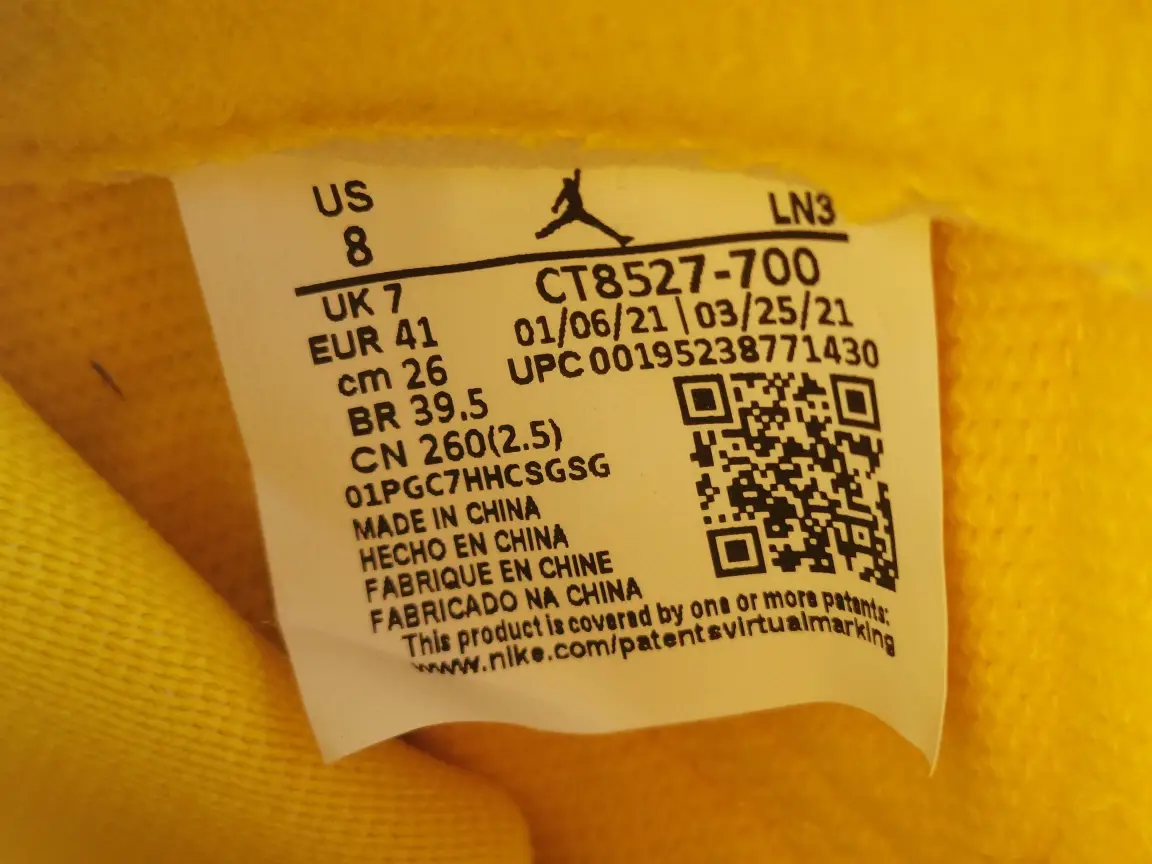 US
8
LN3
UK 7
EUR 41
cm 26
BR 39.5
CN 260(2.5)
CT8527-700
01/06/21 | 03/25/21
UPC 00195238771430
01PGC7HHCSGSG
MADE IN CHINA
HECHO EN CHINA
FABRIQUE EN CHINE
FABRICADO NA CHINA
This product is covered by one or more patents:
www.nike.com/patentsvirtualmarking